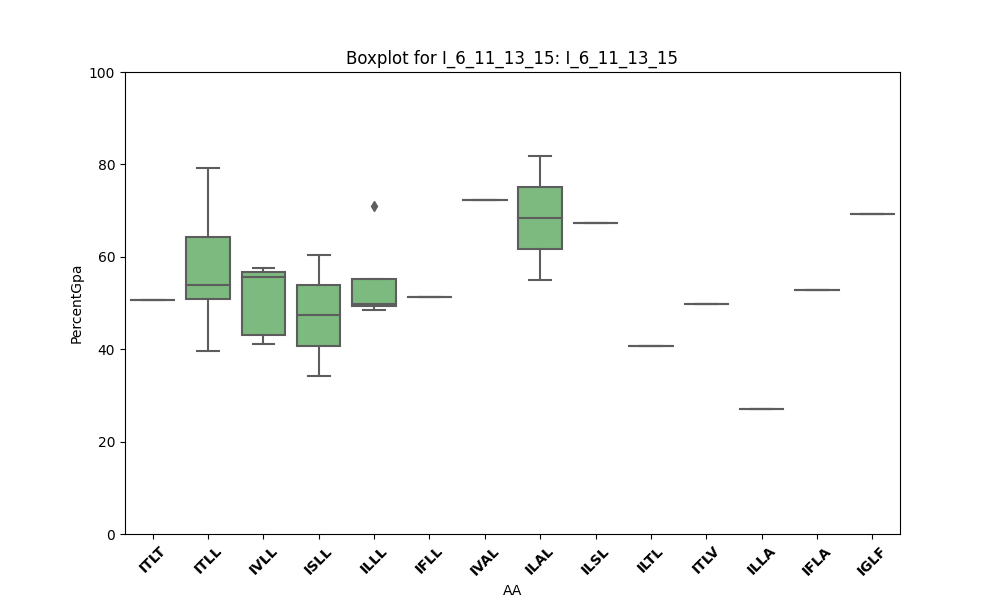 Boxplot for I_6_11_13_15: I_6_11_13_15
PercentGpa
100
80
60
40
20
0
ITLT ITLL IVLL ISLL ILLL IFLL IVAL ILAL ILSL ILTL ITLV ILLA IFLA IGLF
AA